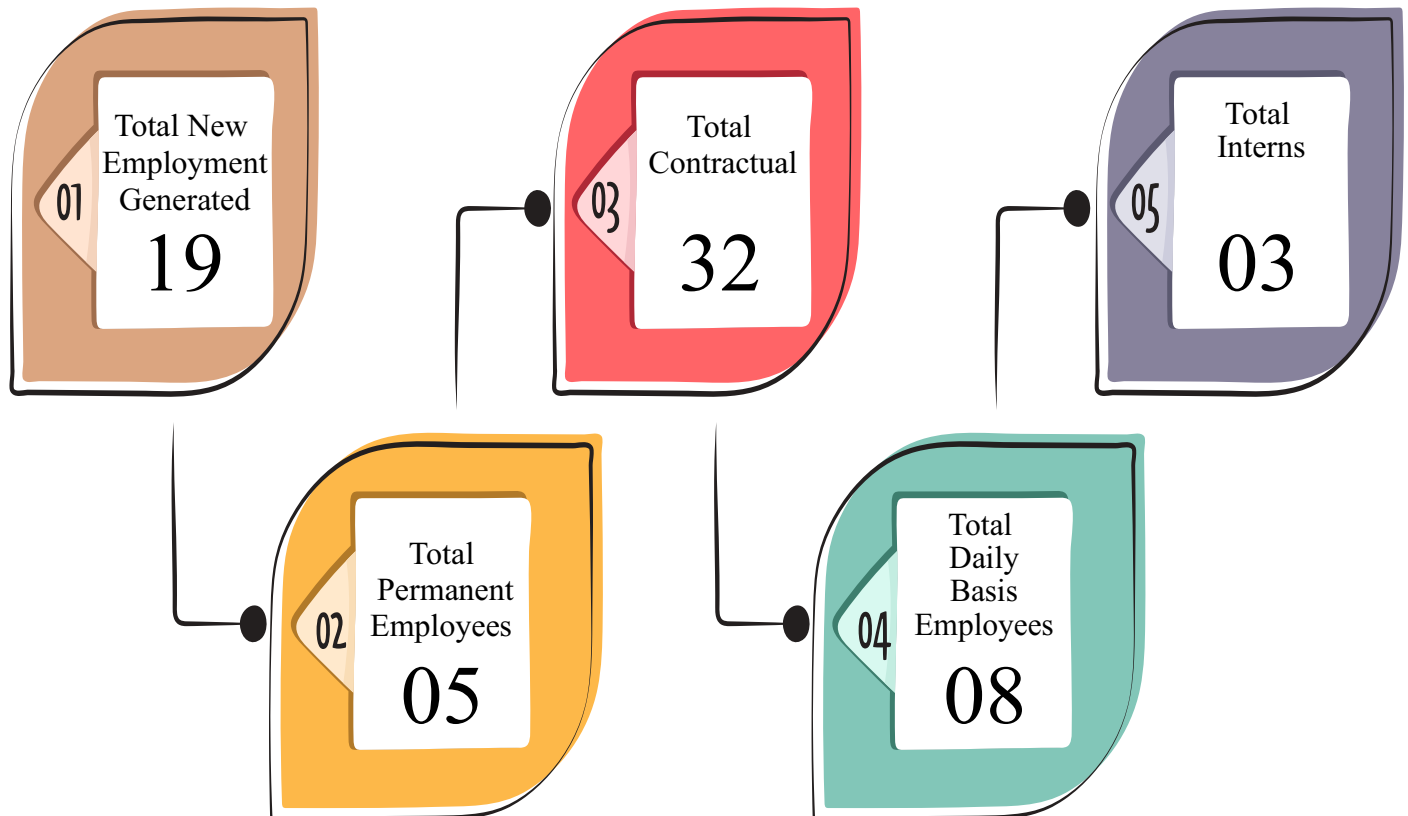 01
Total New
Employment
Generated
19
02
Total
Permanent
Employees
05
03
Total
Contractual
32
04
Total
Daily
Basis
Employees
08
05
Total
Interns
03